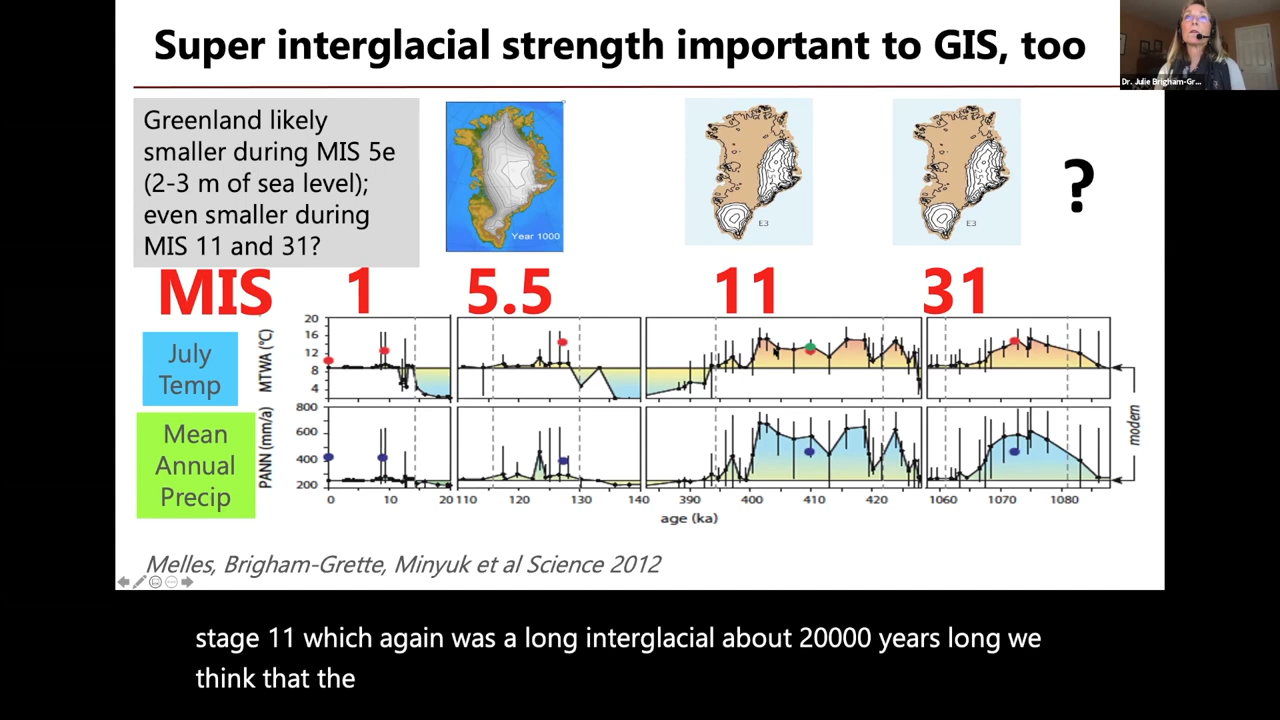 Super interglacial strength important to GIS, too
Dr. Julie Brigham-Gr...
Greenland likely
smaller during MIS 5e
(2-3 m of sea level);
even smaller during
MIS 11 and 31?
Year 1000
E3
E3
?
MIS 1 5.5 11 31
July
Temp
MTWA (°C)
20
16
12
8
4
Mean
Annual
Precip
PANN (mm/a)
800
600
400
200
modern
0 10 20 110 120 130 140 390 400 410 420 1060 1070 1080
age (ka)
Melles, Brigham-Grette, Minyuk et al Science 2012
stage 11 which again was a long interglacial about 20000 years long we
think that the